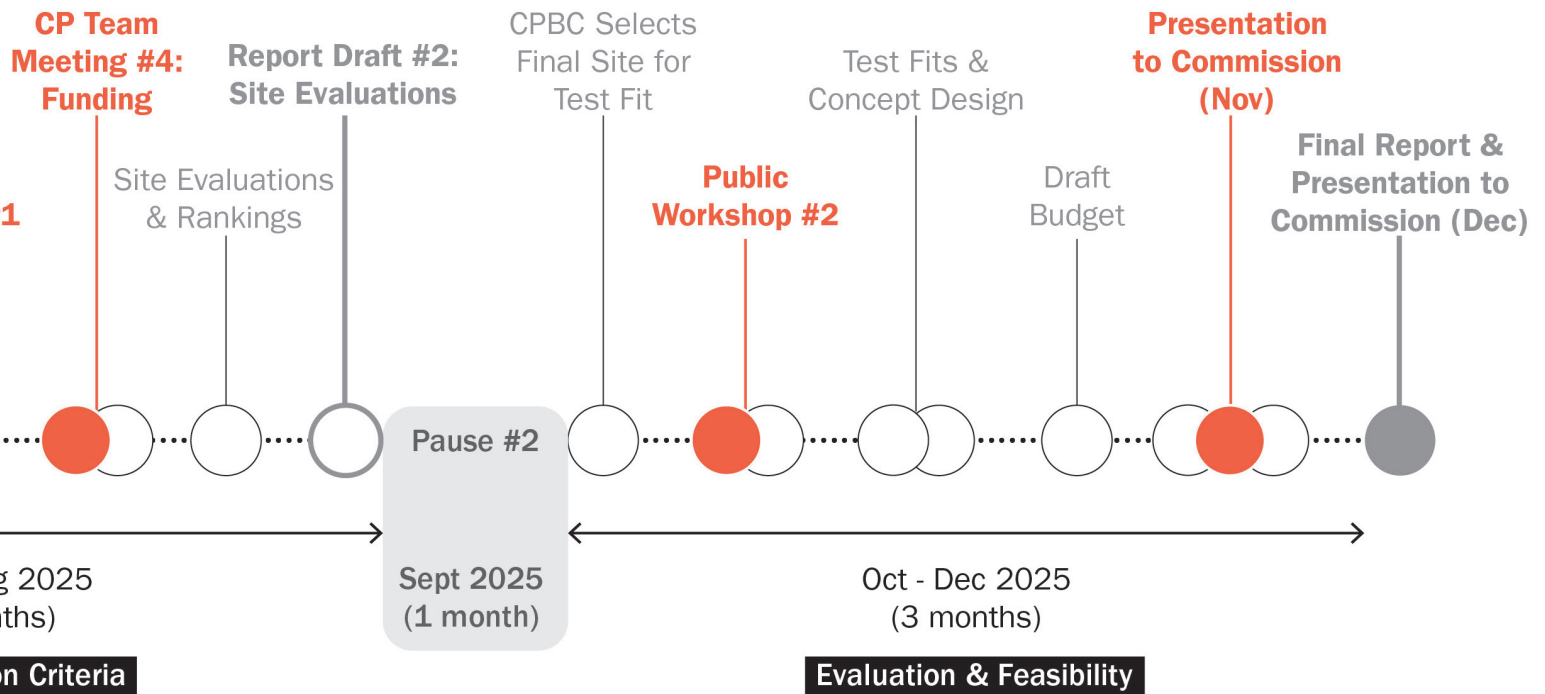 CP Team
Meeting #4:
Funding
Report Draft #2:
Site Evaluations
CPBC Selects
Final Site for
Test Fit
Test Fits &
Concept Design
Presentation
to Commission
(Nov)
Final Report &
Presentation to
Commission (Dec)
1
Site Evaluations
& Rankings
Public
Workshop #2
Draft
Budget
Pause #2
Sept 2025
(1 month)
2025
Oct - Dec 2025
(3 months)
Criteria
Evaluation & Feasibility